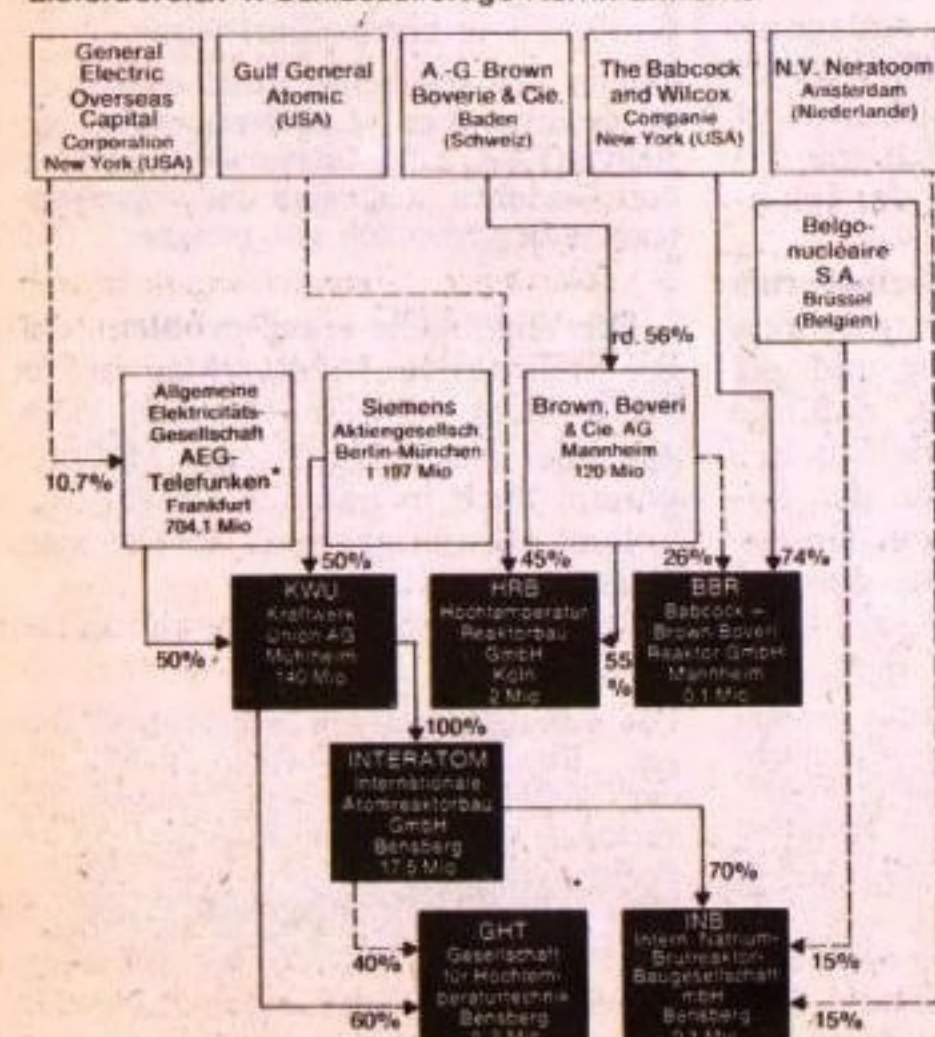 General
Electric
Overseas
Capital
Corporation
New York (USA)
Gulf General
Atomic
(USA)
A.-G. Brown
Boverie & Cie.
Baden
(Schweiz)
The Babcock
and Wilcox
Companie
New York (USA)
N.V. Neratoom
Amsterdam
(Niederlande)
Belgo-
nucléaire
S.A.
Brüssel
(Belgien)
rd. 56%
10,7%
Allgemeine
Elektricitäts-
Gesellschaft
AEG-
Telefunken*
Frankfurt
704,1 Mio
Siemens
Aktiengesellsch.
Berlin-München
1 197 Mio
Brown, Boveri
& Cie. AG
Mannheim
120 Mio
50%
45%
26%
74%
50%
KWU
Kraftwerk
Union AG
Mühlheim
140 Mio
HRB
Hochtemperatur
Reaktorbau
GmbH
Köln
2 Mio
55
%
BBR
Babcock –
Brown Boveri
Reaktor GmbH
Mannheim
0,1 Mio
100%
INTERATOM
Internationale
Atomreaktorbau
GmbH
Bensberg
17,5 Mio
70%
40%
60%
GHT
Gesellschaft
für Hochtem-
peraturtechnik
Bensberg
INB
Intern. Natrium-
Brutreaktor-
Baugesellschaft
mbH
Bensberg
15%
15%